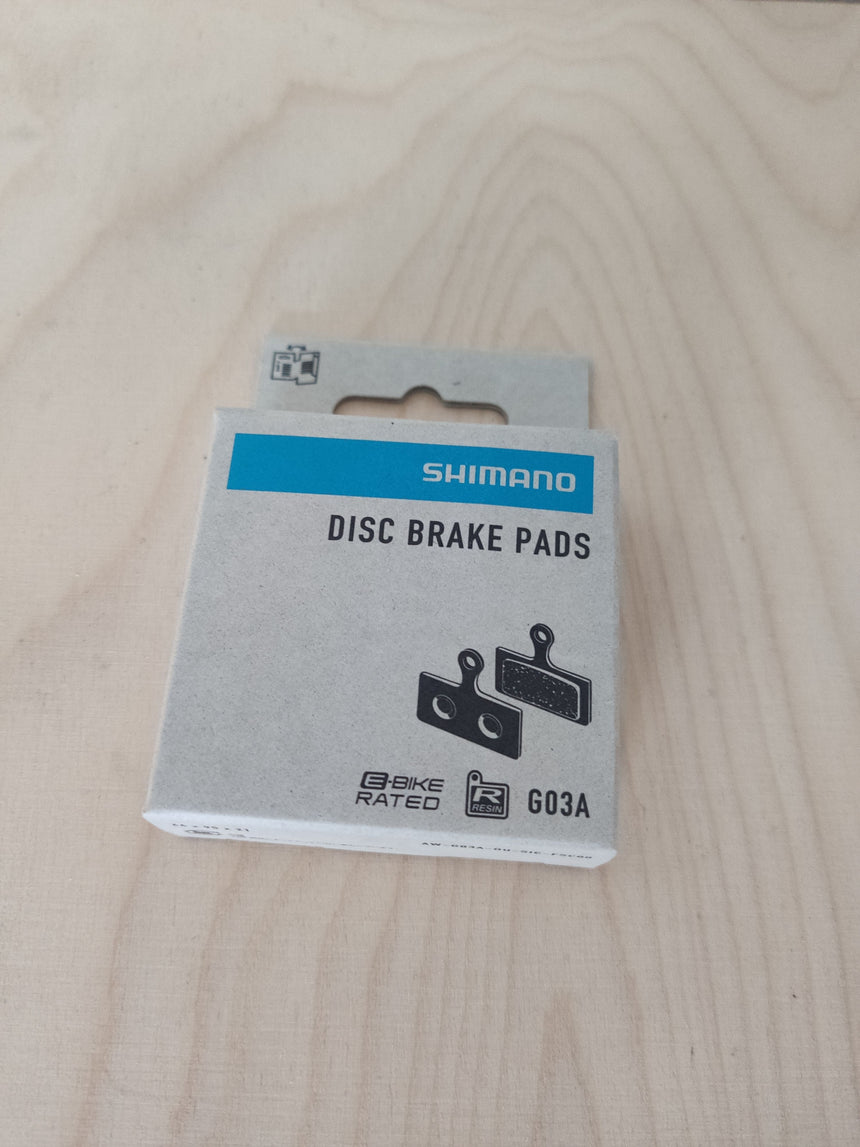 SHIMANO
DISC BRAKE PADS
E-BIKE
RATED
R
RESIN
G03A